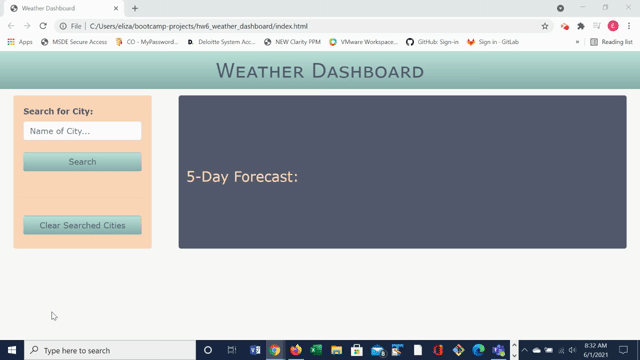 Weather Dashboard
File | C:/Users/eliza/bootcamp-projects/hw6_weather_dashboard/index.html
Apps MSDE Secure Access CO - MyPassword... Deloitte System Acc... NEW Clarity PPM VMware Workspace... GitHub: Sign-in Sign in · GitLab » Reading list
Weather Dashboard
Search for City:
Name of City...
Search
5-Day Forecast:
Clear Searched Cities
Type here to search
8:32 AM
6/1/2021